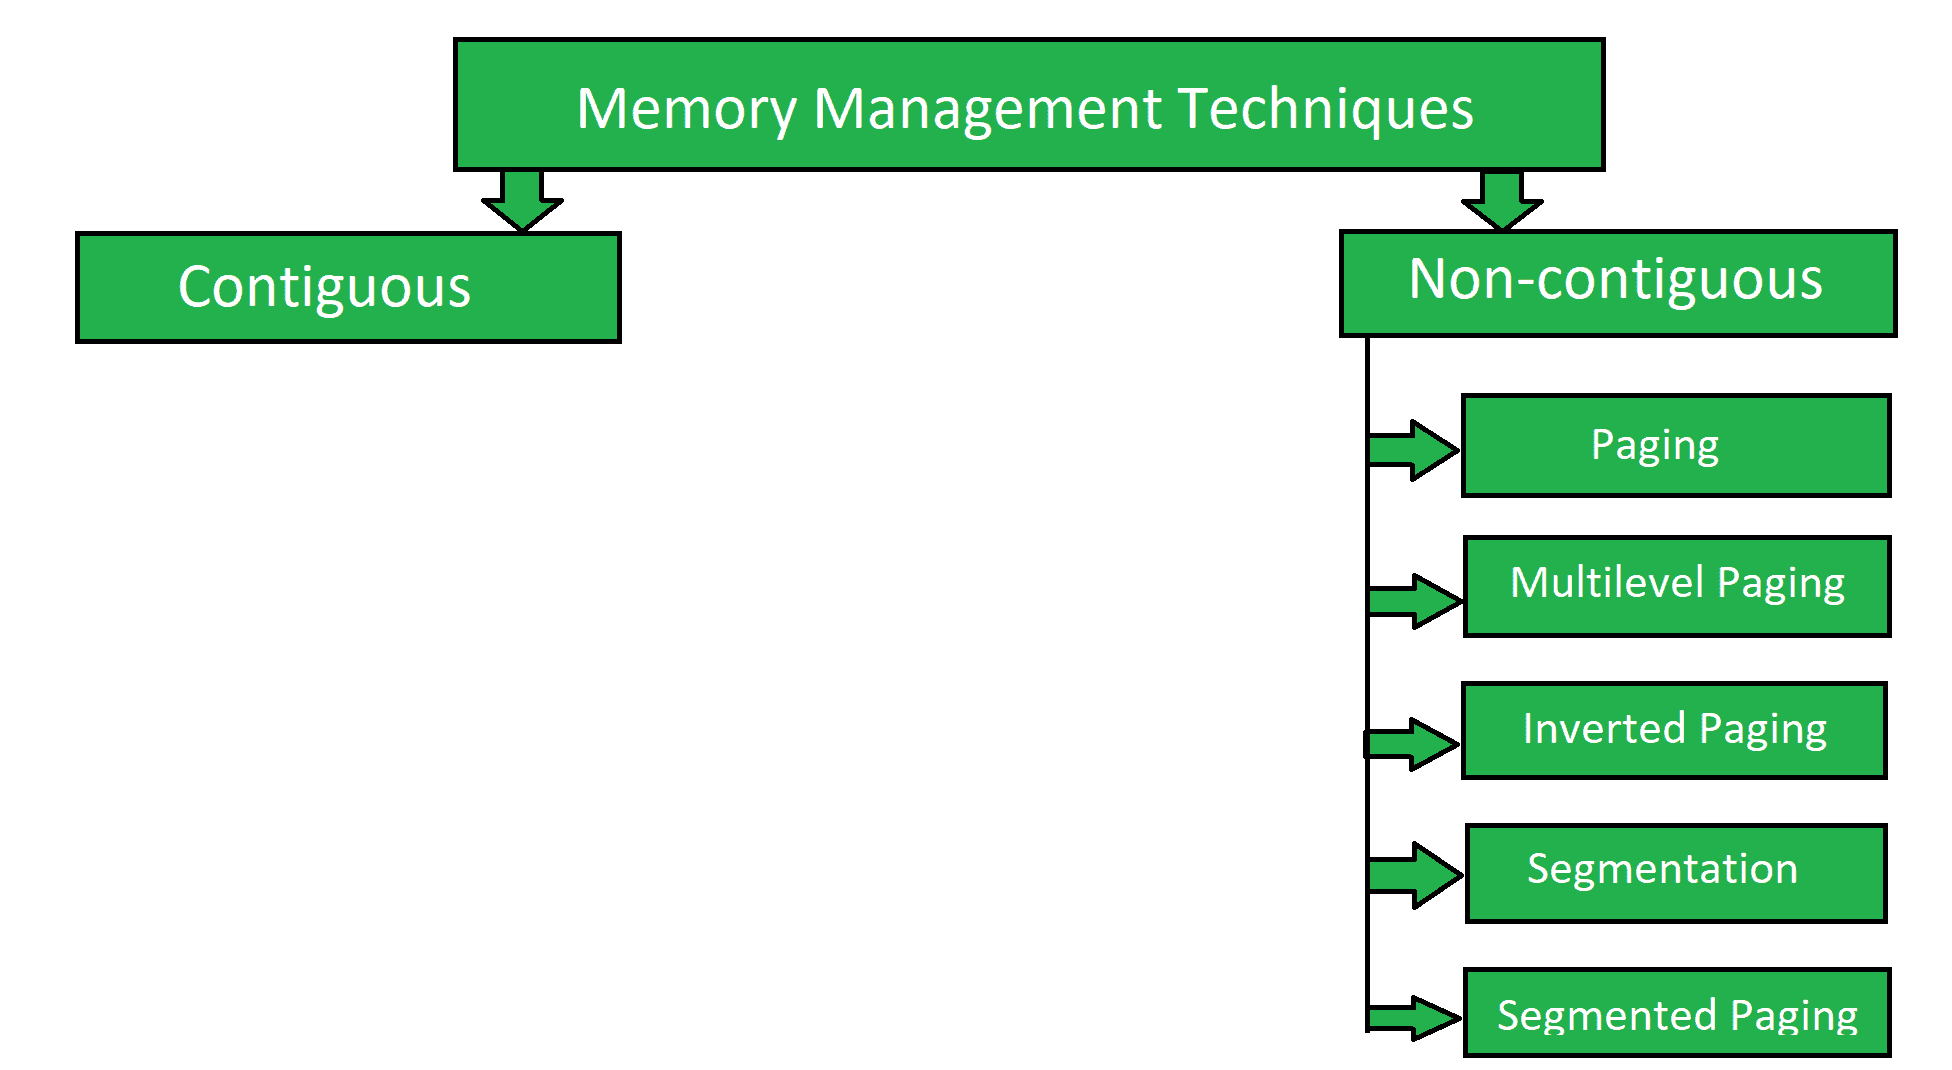 Memory Management Techniques
Contiguous
Non-contiguous
Paging
Multilevel Paging
Inverted Paging
Segmentation
Segmented Paging